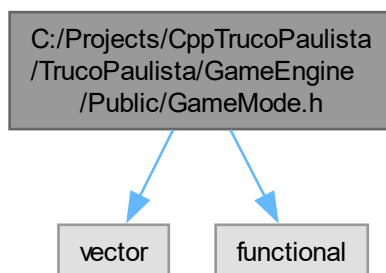 C:/Projects/CppTrucoPaulista
/TrucoPaulista/GameEngine
/Public/GameMode.h
vector
functional